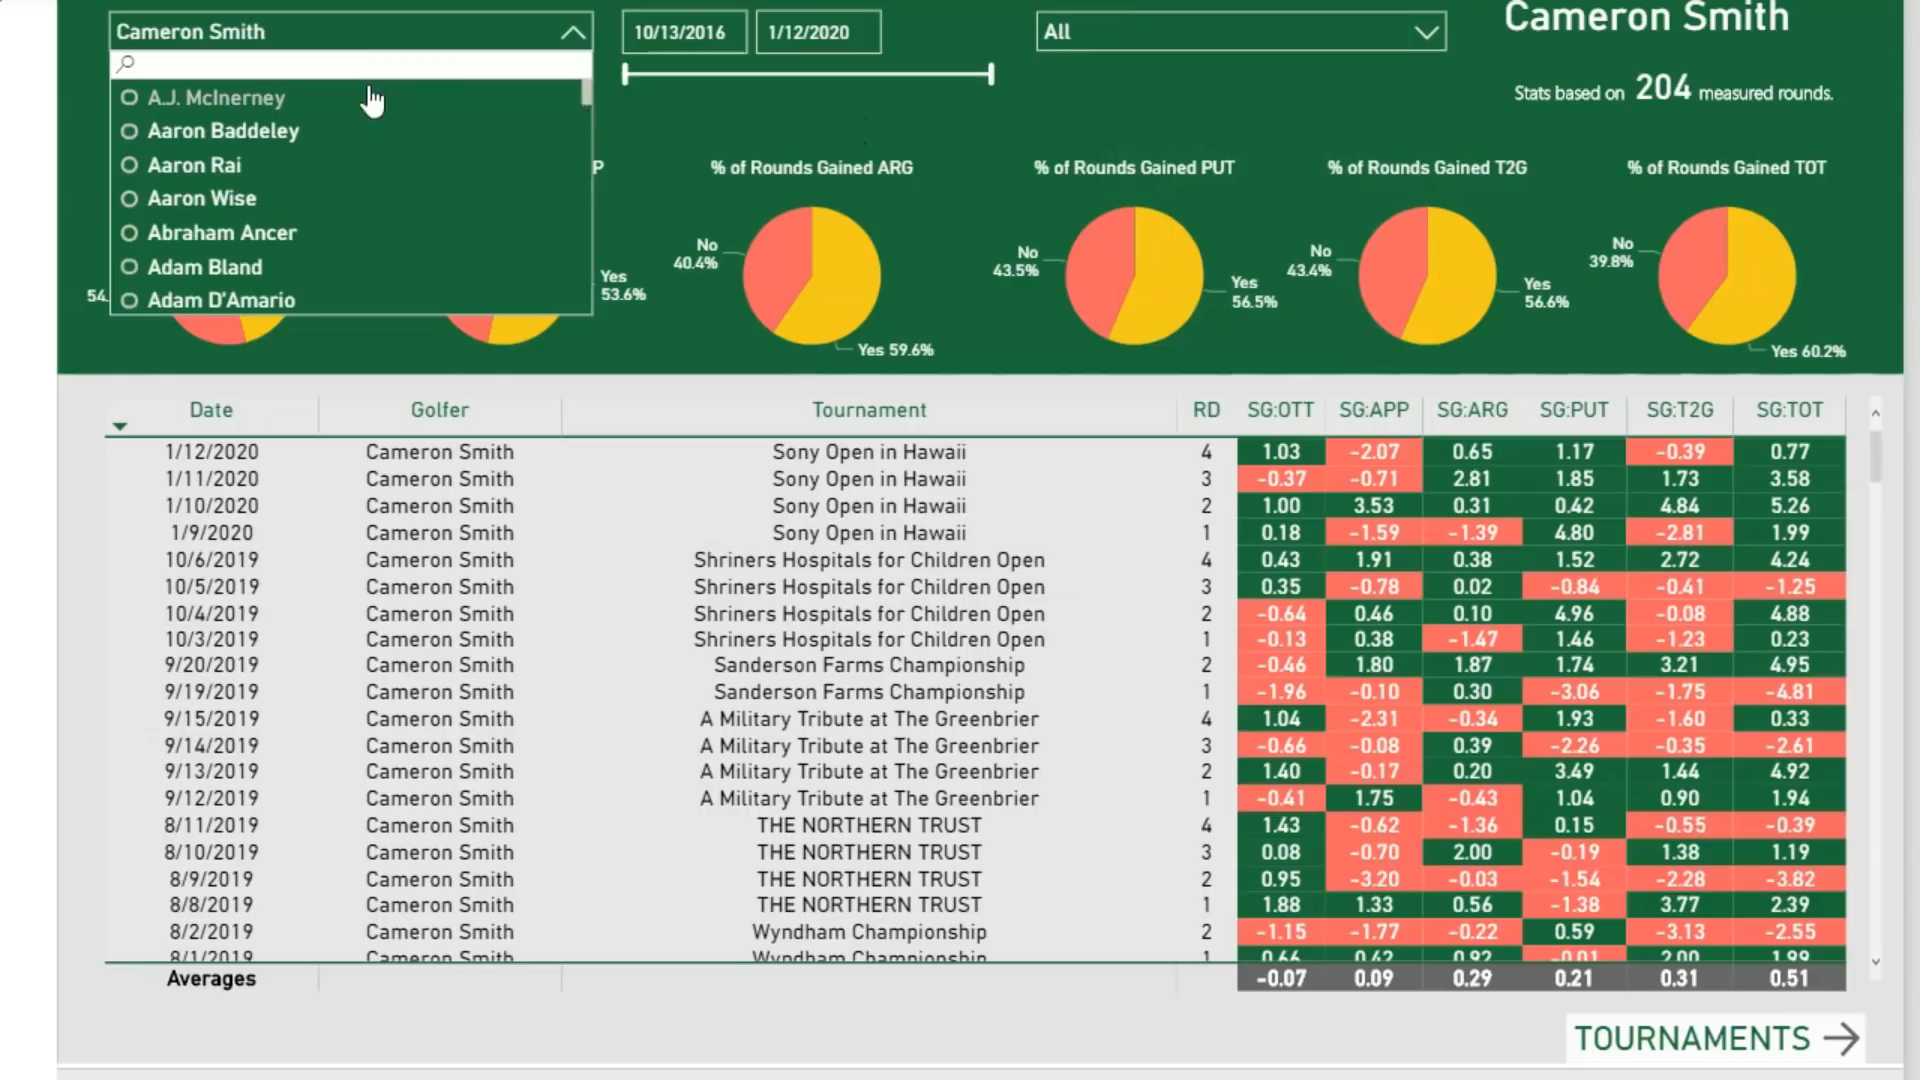 Cameron Smith
10/13/2016
1/12/2020
All
Cameron Smith
Stats based on 204 measured rounds.
A.J. McInerney
Aaron Baddeley
Aaron Rai
Aaron Wise
Abraham Ancer
Adam Bland
Adam D'Amario
P
% of Rounds Gained ARG
% of Rounds Gained PUT
% of Rounds Gained T2G
% of Rounds Gained TOT
54.
Yes
53.6%
No
40.4%
Yes 59.6%
No
43.5%
Yes
56.5%
No
43.4%
Yes
56.6%
No
39.8%
Yes 60.2%
Date Golfer Tournament RD SG:OTT SG:APP SG:ARG SG:PUT SG:T2G SG:TOT
1/12/2020 Cameron Smith Sony Open in Hawaii 4 1.03 -2.07 0.65 1.17 -0.39 0.77
1/11/2020 Cameron Smith Sony Open in Hawaii 3 -0.37 -0.71 2.81 1.85 1.73 3.58
1/10/2020 Cameron Smith Sony Open in Hawaii 2 1.00 3.53 0.31 0.42 4.84 5.26
1/9/2020 Cameron Smith Sony Open in Hawaii 1 0.18 -1.59 -1.39 4.80 -2.81 1.99
10/6/2019 Cameron Smith Shriners Hospitals for Children Open 4 0.43 1.91 0.38 1.52 2.72 4.24
10/5/2019 Cameron Smith Shriners Hospitals for Children Open 3 0.35 -0.78 0.02 -0.84 -0.41 -1.25
10/4/2019 Cameron Smith Shriners Hospitals for Children Open 2 -0.64 0.46 0.10 4.96 -0.08 4.88
10/3/2019 Cameron Smith Shriners Hospitals for Children Open 1 -0.13 0.38 -1.47 1.46 -1.23 0.23
9/20/2019 Cameron Smith Sanderson Farms Championship 2 -0.46 1.80 1.87 1.74 3.21 4.95
9/19/2019 Cameron Smith Sanderson Farms Championship 1 -1.96 -0.10 0.30 -3.06 -1.75 -4.81
9/15/2019 Cameron Smith A Military Tribute at The Greenbrier 4 1.04 -2.31 -0.34 1.93 -1.60 0.33
9/14/2019 Cameron Smith A Military Tribute at The Greenbrier 3 -0.66 -0.08 0.39 -2.26 -0.35 -2.61
9/13/2019 Cameron Smith A Military Tribute at The Greenbrier 2 1.40 -0.17 0.20 3.49 1.44 4.92
9/12/2019 Cameron Smith A Military Tribute at The Greenbrier 1 -0.41 1.75 -0.43 1.04 0.90 1.94
8/11/2019 Cameron Smith THE NORTHERN TRUST 4 1.43 -0.62 -1.36 0.15 -0.55 -0.39
8/10/2019 Cameron Smith THE NORTHERN TRUST 3 0.08 -0.70 2.00 -0.19 1.38 1.19
8/9/2019 Cameron Smith THE NORTHERN TRUST 2 0.95 -3.20 -0.03 -1.54 -2.28 -3.82
8/8/2019 Cameron Smith THE NORTHERN TRUST 1 1.88 1.33 0.56 -1.38 3.77 2.39
8/2/2019 Cameron Smith Wyndham Championship 2 -1.15 -1.77 -0.22 0.59 -3.13 -2.55
8/1/2019 Cameron Smith Wyndham Championship 1 0.66 0.42 0.92 -0.01 2.00 1.99
Averages -0.07 0.09 0.29 0.21 0.31 0.51
TOURNAMENTS